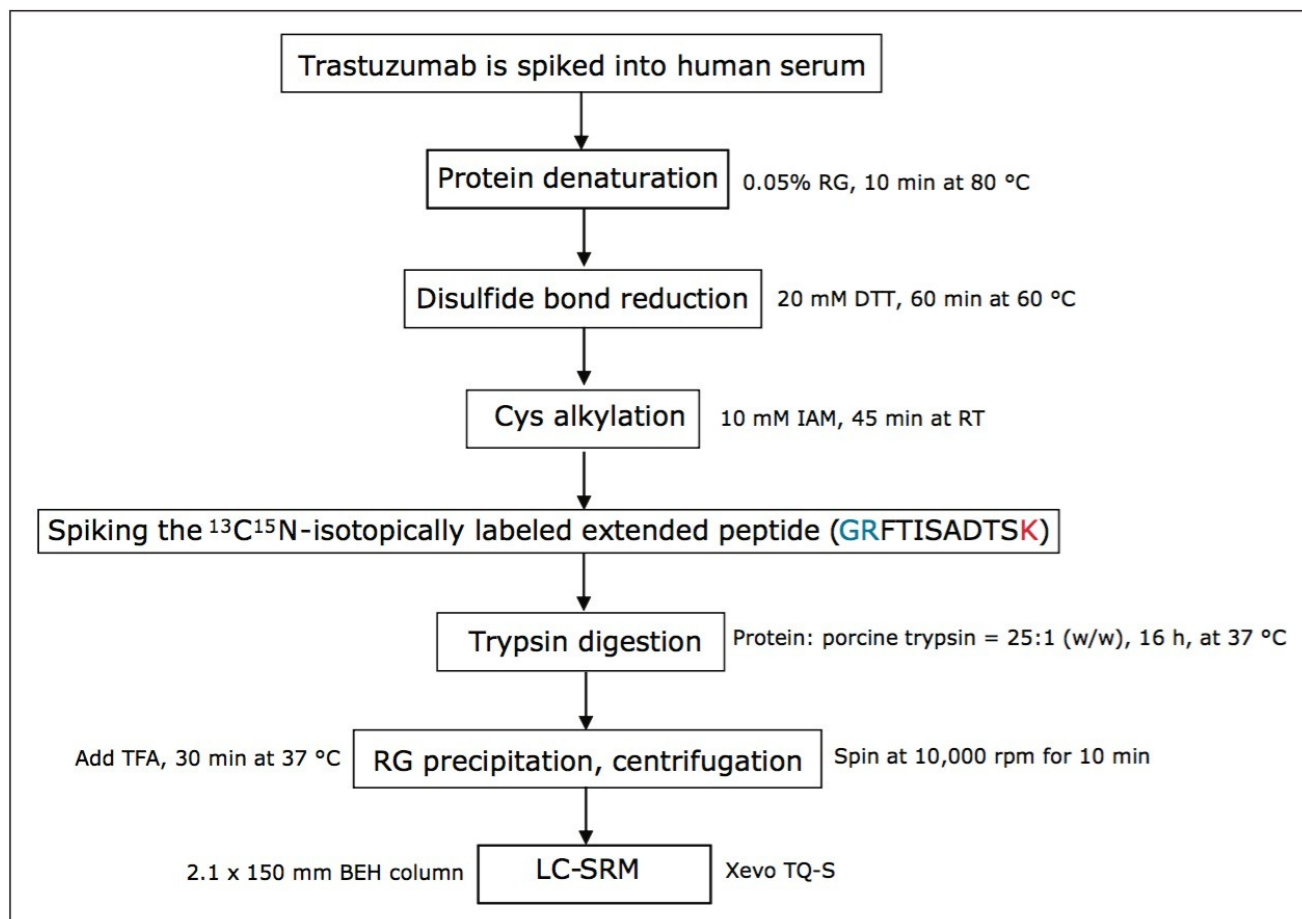 Trastuzumab is spiked into human serum
Protein denaturation
0.05% RG, 10 min at 80 °C
Disulfide bond reduction
20 mM DTT, 60 min at 60 °C
Cys alkylation
10 mM IAM, 45 min at RT
Spiking the ¹³C¹⁵N-isotopically labeled extended peptide (GRFTISADTSK)
Trypsin digestion
Protein: porcine trypsin = 25:1 (w/w), 16 h, at 37 °C
Add TFA, 30 min at 37 °C
RG precipitation, centrifugation
Spin at 10,000 rpm for 10 min
2.1 x 150 mm BEH column
LC-SRM
Xevo TQ-S